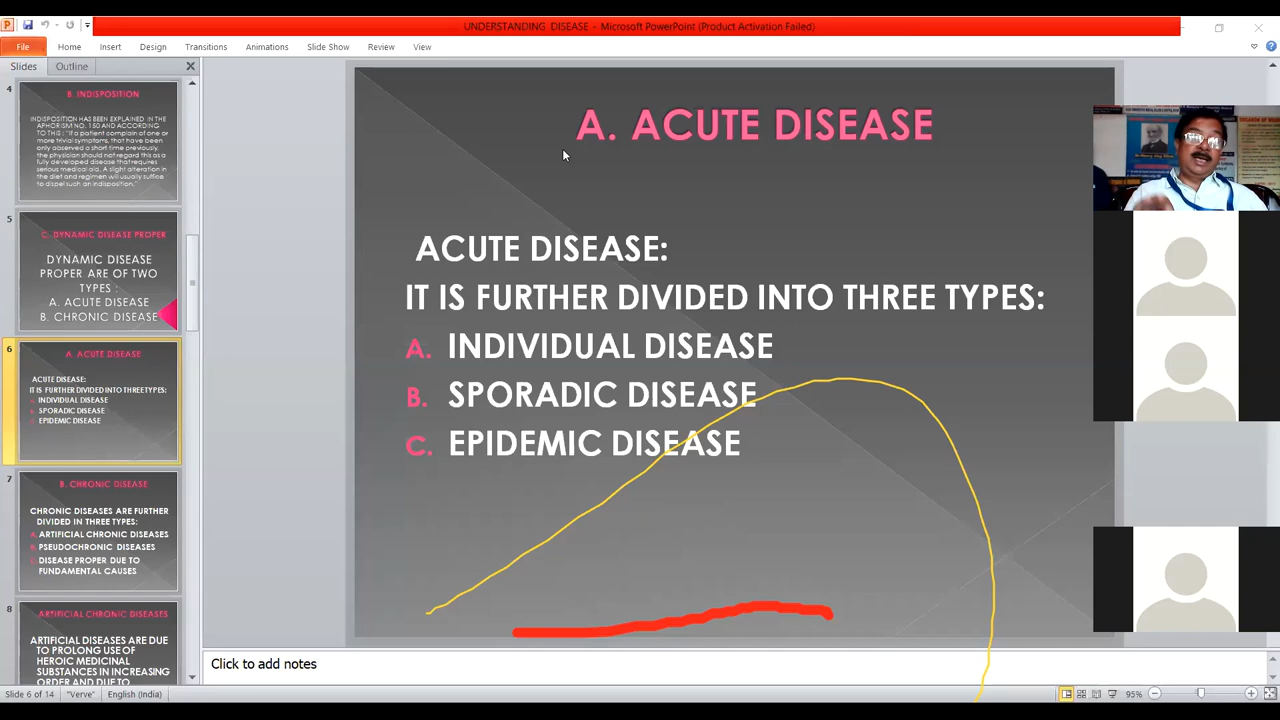 UNDERSTANDING DISEASE - Microsoft PowerPoint (Product Activation Failed)
File Home Insert Design Transitions Animations Slide Show Review View
Slides Outline
4
B. INDISPOSITION
INDISPOSITION HAS BEEN EXPLAINED IN THE
APHORISM NO. 150 AND ACCORDING
TO THIS : "If a patient complain of one or
more trivial symptoms, that have been
only observed a short time previously,
the physician should not regard this as a
fully developed disease that requires
serious medical aid. A slight alteration in
the diet and regimen will usually suffice
to dispel such an indisposition."
5
C. DYNAMIC DISEASE PROPER
DYNAMIC DISEASE
PROPER ARE OF TWO
TYPES :
A. ACUTE DISEASE
B. CHRONIC DISEASE
6
A. ACUTE DISEASE
ACUTE DISEASE:
IT IS FURTHER DIVIDED INTO THREE TYPES:
INDIVIDUAL DISEASE
SPORADIC DISEASE
EPIDEMIC DISEASE
7
B. CHRONIC DISEASE
CHRONIC DISEASES ARE FURTHER
DIVIDED IN THREE TYPES:
A. ARTIFICIAL CHRONIC DISEASES
B. PSEUDOCHRONIC DISEASES
C. DISEASE PROPER DUE TO
FUNDAMENTAL CAUSES
8
ARTIFICIAL CHRONIC DISEASES
ARTIFICIAL DISEASES ARE DUE
TO PROLONG USE OF
HEROIC MEDICINAL
SUBSTANCES IN INCREASING
ORDER AND DUE TO
A. ACUTE DISEASE
ACUTE DISEASE:
IT IS FURTHER DIVIDED INTO THREE TYPES:
A. INDIVIDUAL DISEASE
B. SPORADIC DISEASE
C. EPIDEMIC DISEASE
Click to add notes
Slide 6 of 14 "Verve" English (India) 95%